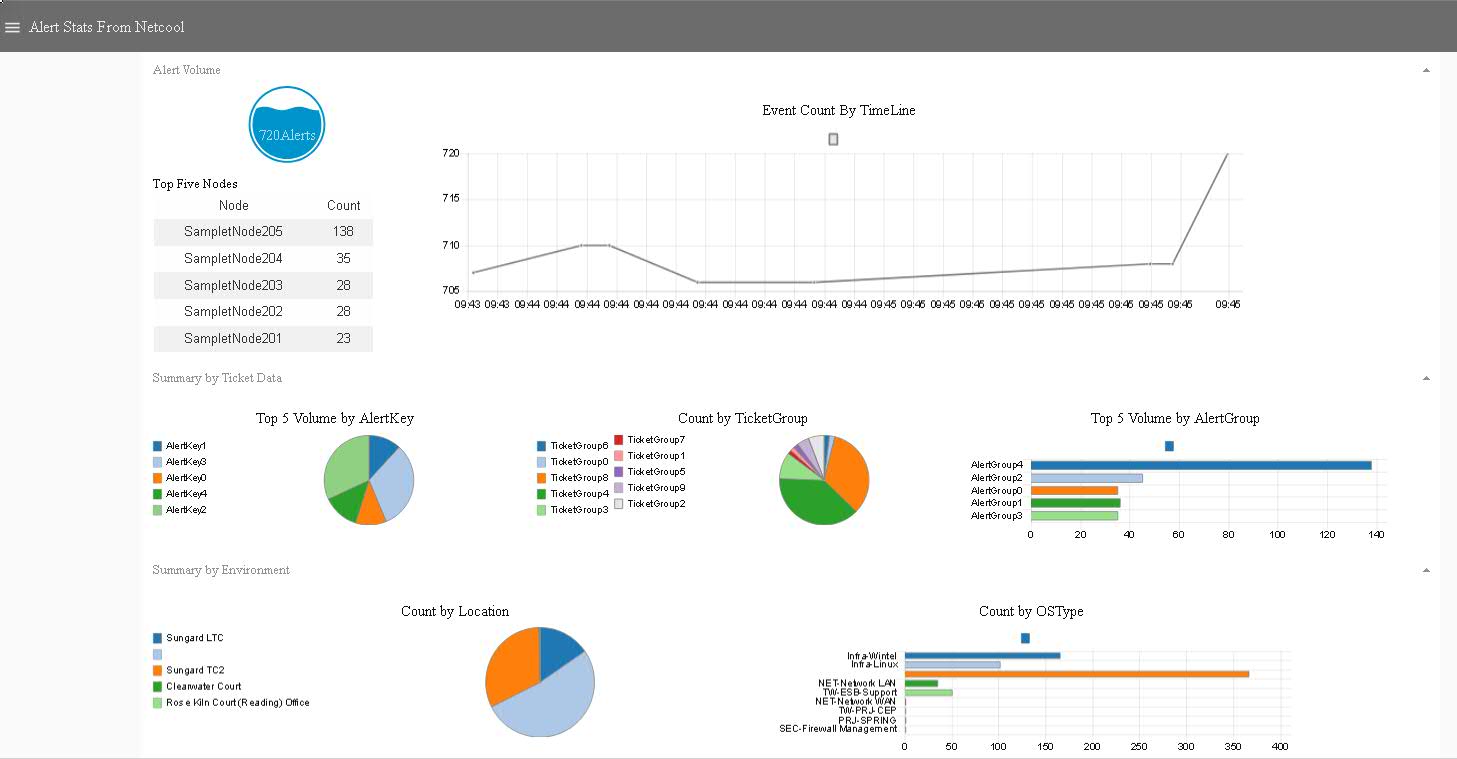 Alert Stats From Netcool
Alert Volume
720Alerts
Top Five Nodes
Node Count
SampletNode205 138
SampletNode204 35
SampletNode203 28
SampletNode202 28
SampletNode201 23
Event Count By TimeLine
720
715
710
705
09:43 09:43 09:44 09:44 09:44 09:44 09:44 09:44 09:44 09:44 09:44 09:44 09:44 09:44 09:45 09:45 09:45 09:45 09:45 09:45 09:45 09:45 09:45 09:45 09:45 09:45
Summary by Ticket Data
Top 5 Volume by AlertKey
AlertKey1
AlertKey3
AlertKey0
AlertKey4
AlertKey2
Count by TicketGroup
TicketGroup6
TicketGroup0
TicketGroup8
TicketGroup4
TicketGroup3
TicketGroup7
TicketGroup1
TicketGroup5
TicketGroup9
TicketGroup2
Top 5 Volume by AlertGroup
AlertGroup4
AlertGroup2
AlertGroup0
AlertGroup1
AlertGroup3
0 20 40 60 80 100 120 140
Summary by Environment
Count by Location
Sungard LTC
Sungard TC2
Clearwater Court
Rose Kiln Court(Reading) Office
Count by OSType
Infra-Wintel
Infra-Linux
NET-Network LAN
TW-ESB-Support
NET-Network WAN
TW-PRJ-CEP
PRJ-SPRING
SEC-Firewall Management
0 50 100 150 200 250 300 350 400